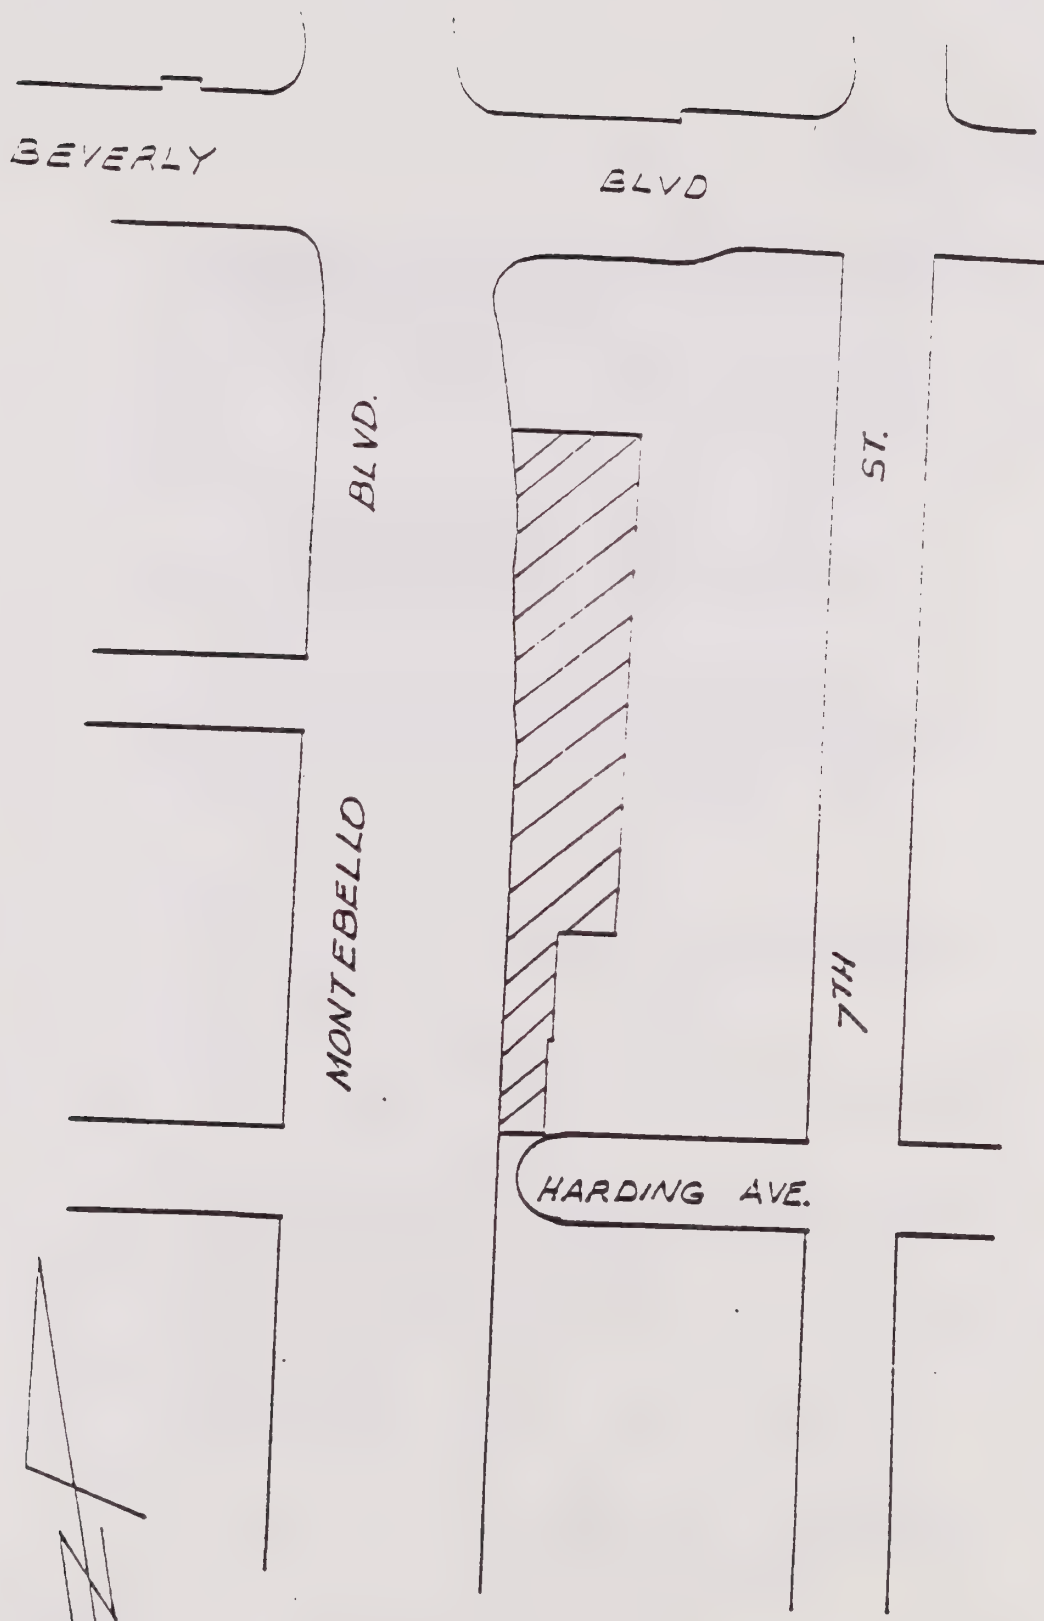 BEVERLY
BLVD
BLVD.
ST.
MONTEBELLO
7TH
HARDING AVE.
N